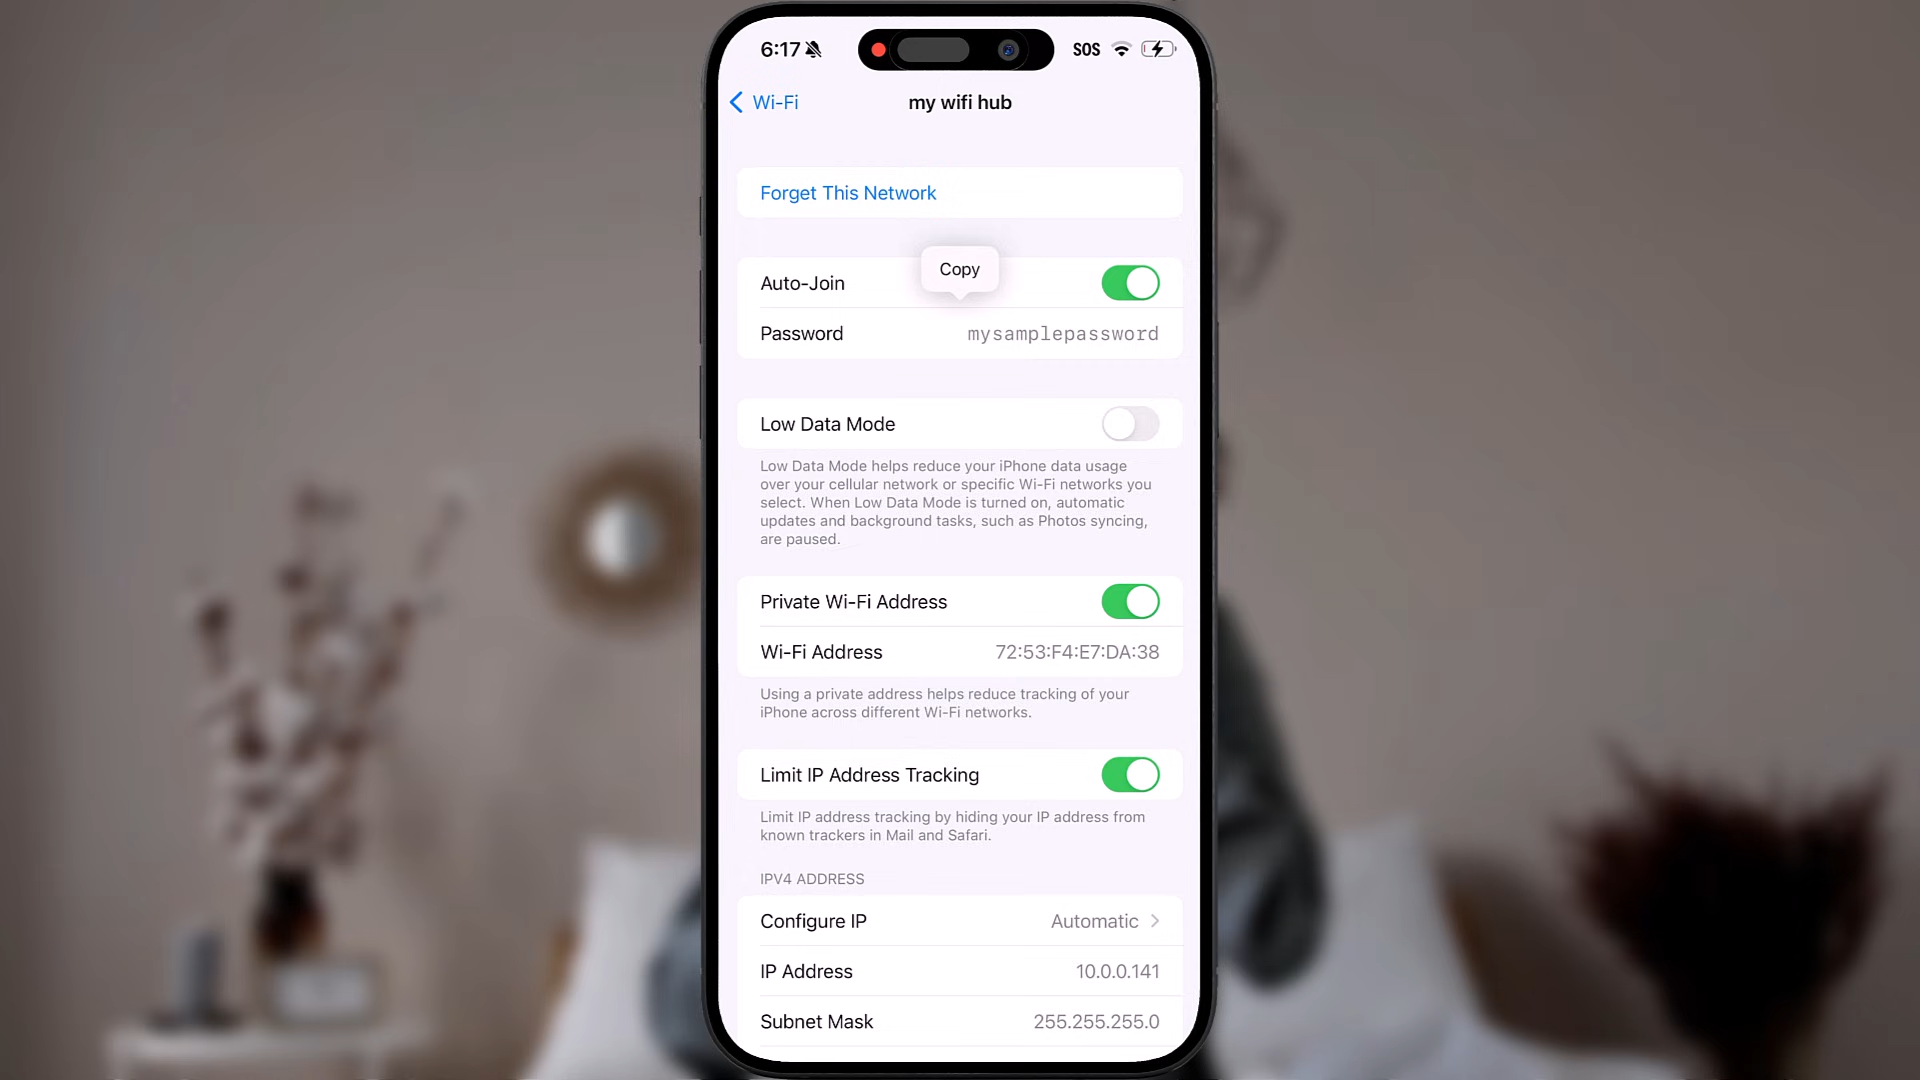 6:17
SOS
Wi-Fi
my wifi hub
Forget This Network
Copy
Auto-Join
Password mysamplepassword
Low Data Mode
Low Data Mode helps reduce your iPhone data usage
over your cellular network or specific Wi-Fi networks you
select. When Low Data Mode is turned on, automatic
updates and background tasks, such as Photos syncing,
are paused.
Private Wi-Fi Address
Wi-Fi Address 72:53:F4:E7:DA:38
Using a private address helps reduce tracking of your
iPhone across different Wi-Fi networks.
Limit IP Address Tracking
Limit IP address tracking by hiding your IP address from
known trackers in Mail and Safari.
IPV4 ADDRESS
Configure IP Automatic
IP Address 10.0.0.141
Subnet Mask 255.255.255.0